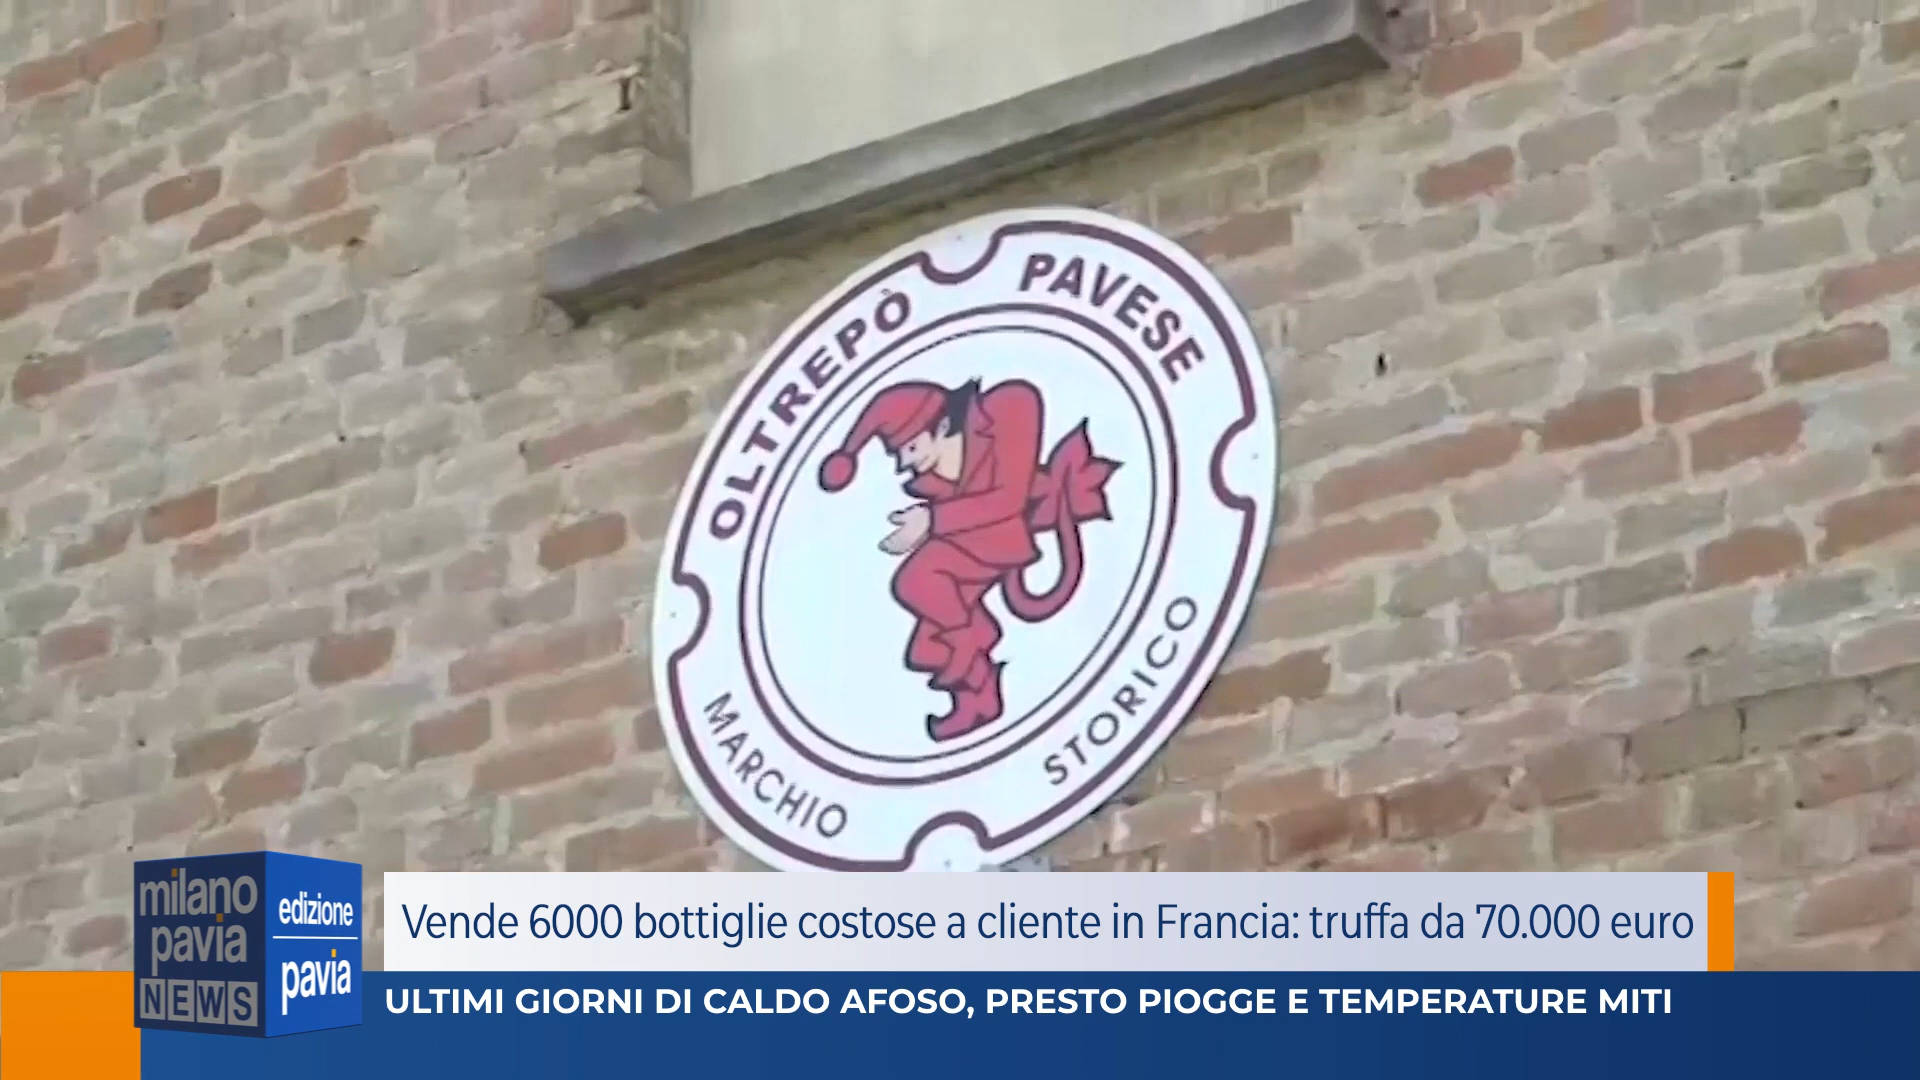 OLTREPÒ PAVESE
MARCHIO STORICO
milano
pavia
NEWS
edizione
pavia
Vende 6000 bottiglie costose a cliente in Francia: truffa da 70.000 euro
ULTIMI GIORNI DI CALDO AFOSO, PRESTO PIOGGE E TEMPERATURE MITI